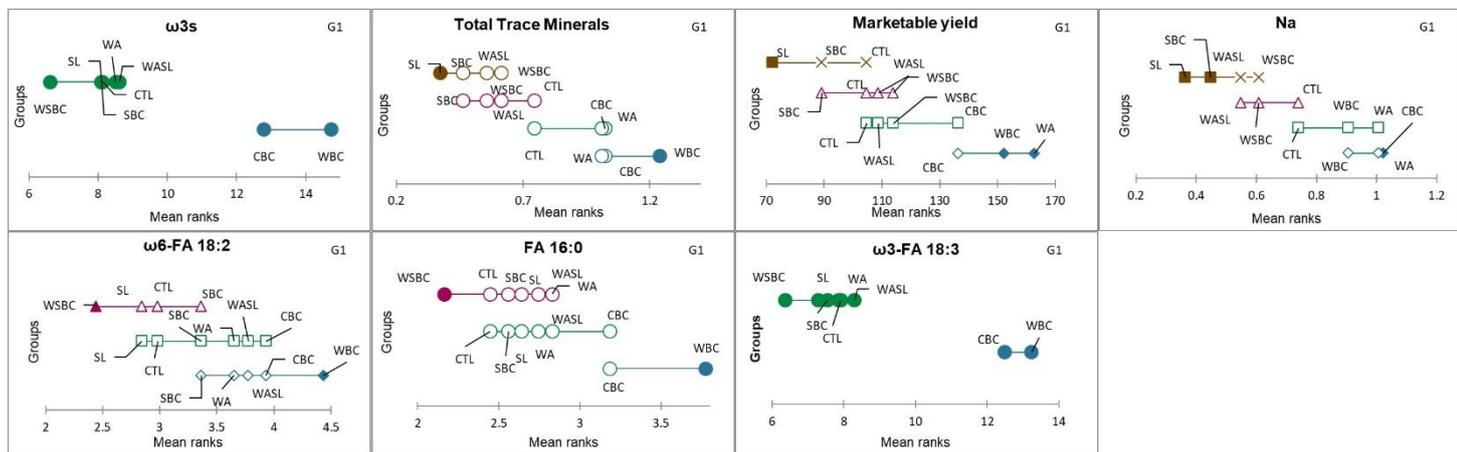 ω3s
G1
WA
SL
WASL
WSBC
CTL
SBC
CBC
WBC
Groups
6
8
10
12
14
Mean ranks
Total Trace Minerals
G1
SL
SBC
WASL
WSBC
SBC
WSBC
CTL
WASL
CBC
WA
CTL
WA
CBC
WBC
Groups
0.2
0.7
1.2
Mean ranks
Marketable yield
G1
SL
SBC
CTL
WASL
CTL
WSBC
SBC
WSBC
CBC
CTL
WASL
CBC
WBC
WA
Groups
70
90
110
130
150
170
Mean ranks
Na
G1
SBC
WASL
WSBC
SL
CTL
WASL
WSBC
WBC
WA
CBC
CTL
WBC
WA
Groups
0.2
0.4
0.6
0.8
1
1.2
Mean ranks
ω6-FA 18:2
G1
WSBC
SL
CTL
SBC
SBC
WASL
WA
CBC
SL
CTL
CBC
WBC
SBC
WA
WASL
Groups
2
2.5
3
3.5
4
4.5
Mean ranks
FA 16:0
G1
WSBC
CTL
SBC
SL
WASL
WA
WASL
CBC
CTL
SBC
SL
WA
WBC
CBC
Groups
2
2.5
3
3.5
Mean ranks
ω3-FA 18:3
G1
WSBC
SL
WA
WASL
SBC
CTL
CBC
WBC
Groups
6
8
10
12
14
Mean ranks